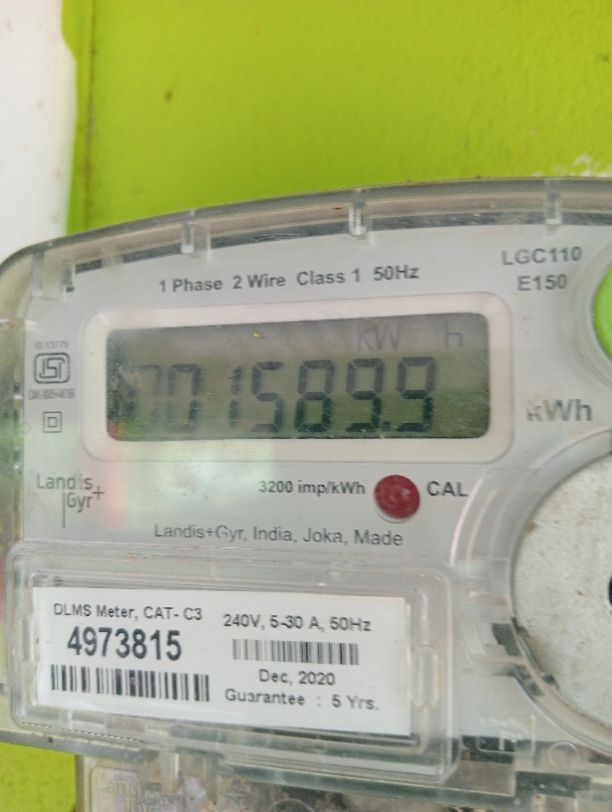 LGC110
E150
1 Phase 2 Wire Class 1 50Hz
IS 13779
kW h
001589.9
kWh
Landis
Gyr+
3200 imp/kWh CAL
Landis+Gyr, India, Joka, Made
DLMS Meter, CAT- C3
4973815
240V, 5-30 A, 50Hz
Dec, 2020
Guarantee : 5 Yrs.